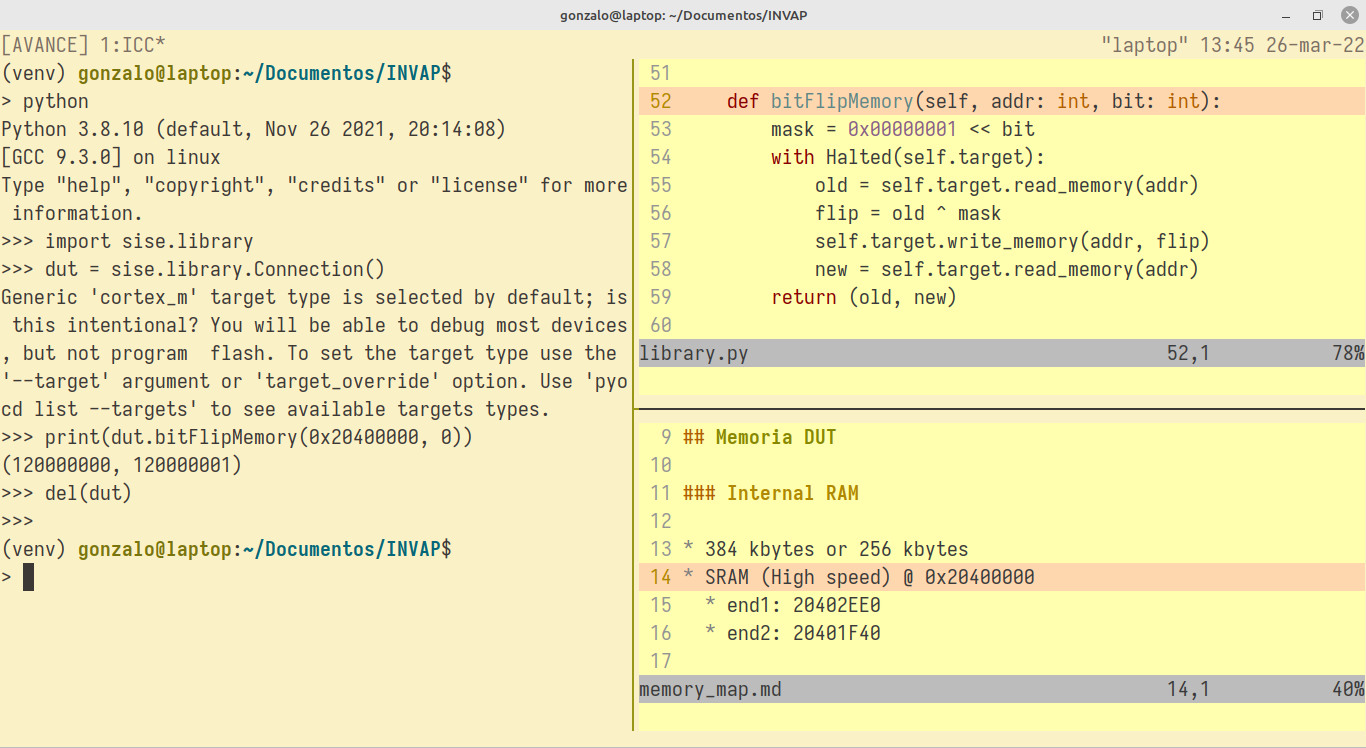 gonzalo@laptop: ~/Documentos/INVAP
[AVANCE] 1:ICC* "laptop" 13:45 26-mar-22
(venv) gonzalo@laptop:~/Documentos/INVAP$
> python
Python 3.8.10 (default, Nov 26 2021, 20:14:08)
[GCC 9.3.0] on linux
Type "help", "copyright", "credits" or "license" for more
 information.
>>> import sise.library
>>> dut = sise.library.Connection()
Generic 'cortex_m' target type is selected by default; is
 this intentional? You will be able to debug most devices
, but not program  flash. To set the target type use the
'--target' argument or 'target_override' option. Use 'pyo
cd list --targets' to see available targets types.
>>> print(dut.bitFlipMemory(0x20400000, 0))
(120000000, 120000001)
>>> del(dut)
>>>
(venv) gonzalo@laptop:~/Documentos/INVAP$
>
51
52     def bitFlipMemory(self, addr: int, bit: int):
53         mask = 0x00000001 << bit
54         with Halted(self.target):
55             old = self.target.read_memory(addr)
56             flip = old ^ mask
57             self.target.write_memory(addr, flip)
58             new = self.target.read_memory(addr)
59         return (old, new)
60
library.py 52,1 78%
9 ## Memoria DUT
10
11 ### Internal RAM
12
13 * 384 kbytes or 256 kbytes
14 * SRAM (High speed) @ 0x20400000
15   * end1: 20402EE0
16   * end2: 20401F40
17
memory_map.md 14,1 40%